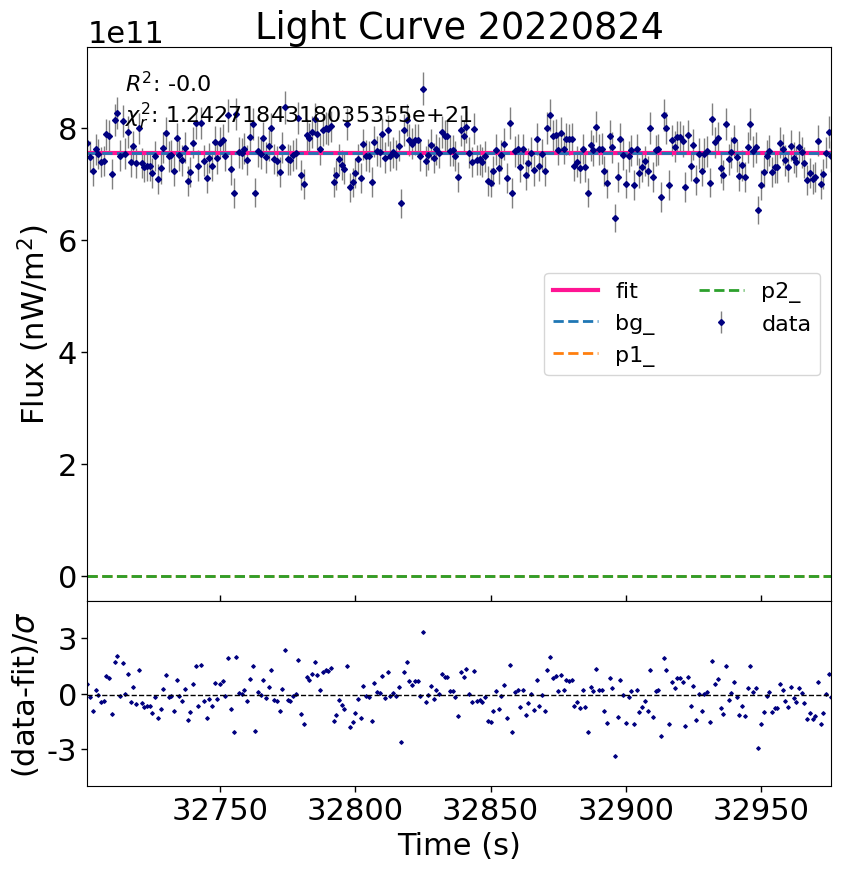 Light Curve 20220824
1e11
R²: -0.0
χ²ᵣ: 1.2427184318035355e+21
8
6
4
2
0
Flux (nW/m²)
fit
bg_
p1_
p2_
data
3
0
-3
(data-fit)/σ
32750 32800 32850 32900 32950
Time (s)